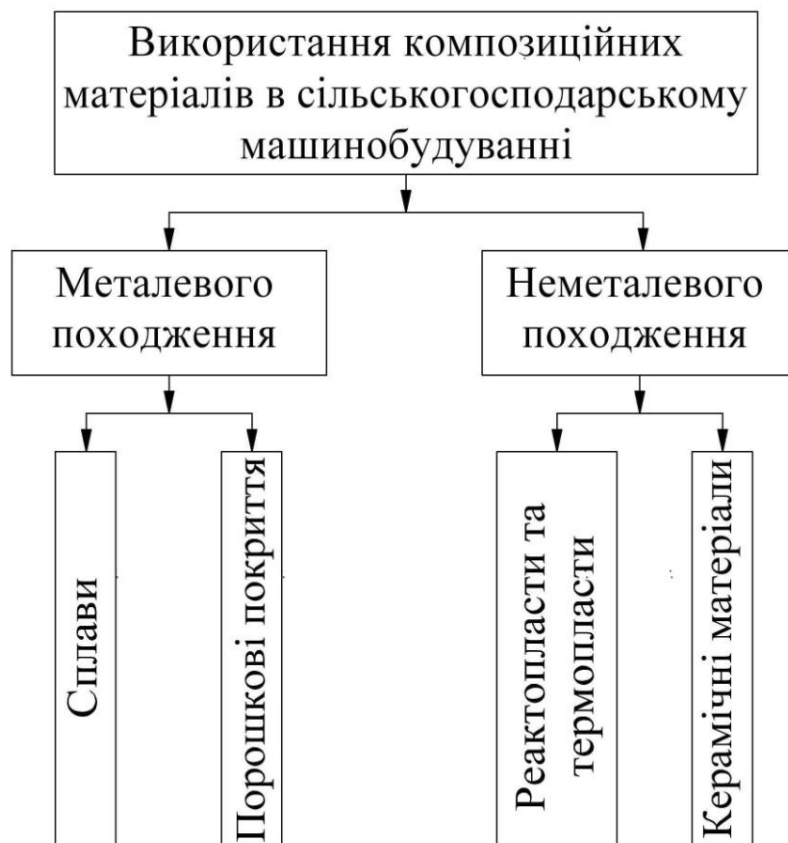 Використання композиційних
матеріалів в сільськогосподарському
машинобудуванні
Металевого
походження
Неметалевого
походження
Сплави
Порошкові покриття
Реактопласти та
термопласти
Керамічні матеріали